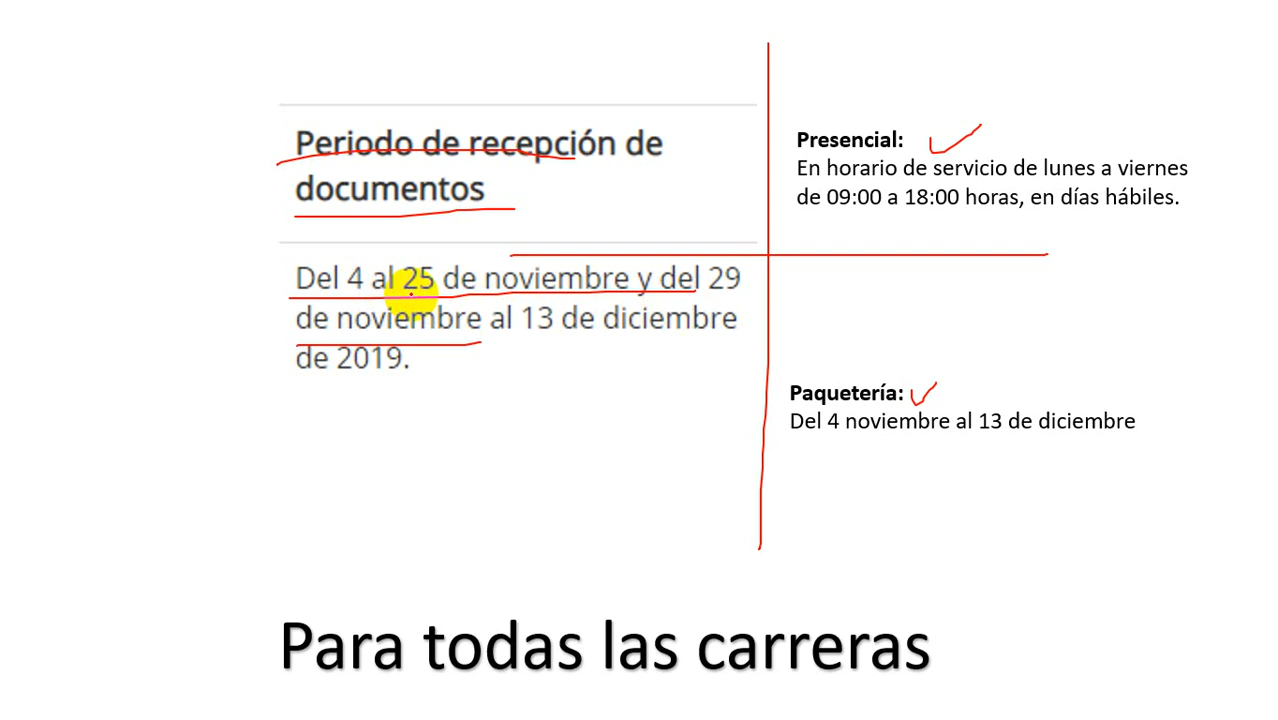 Periodo de recepción de
documentos
Del 4 al 25 de noviembre y del 29
de noviembre al 13 de diciembre
de 2019.
Presencial:
En horario de servicio de lunes a viernes
de 09:00 a 18:00 horas, en días hábiles.
Paquetería:
Del 4 noviembre al 13 de diciembre
Para todas las carreras